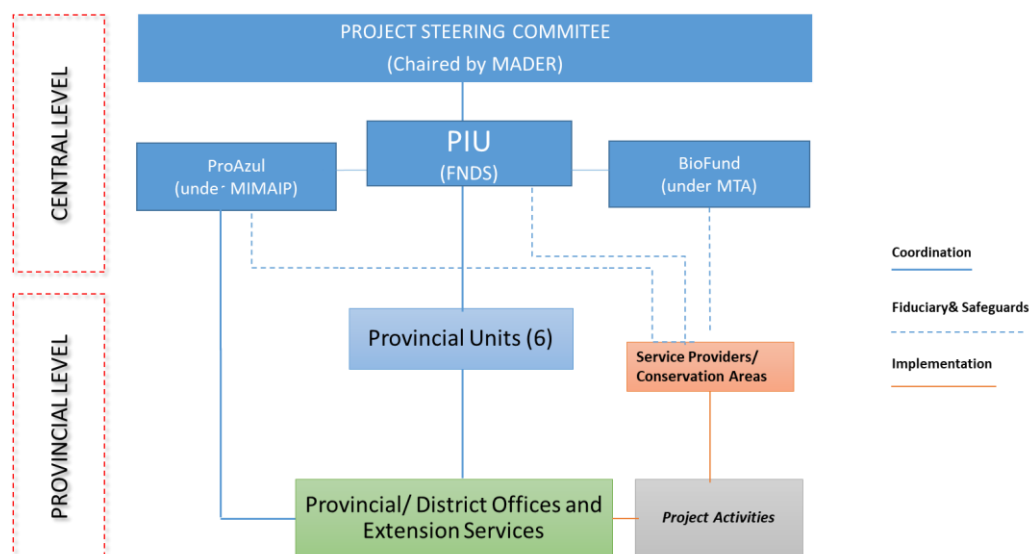 PROJECT STEERING COMMITEE
(Chaired by MADER)
CENTRAL LEVEL
PIU
(FNDS)
ProAzul
(unde- MIMAIP)
BioFund
(under MTA)
Coordination
Fiduciary& Safeguards
Implementation
PROVINCIAL LEVEL
Provincial Units (6)
Service Providers/
Conservation Areas
Provincial/ District Offices and
Extension Services
Project Activities